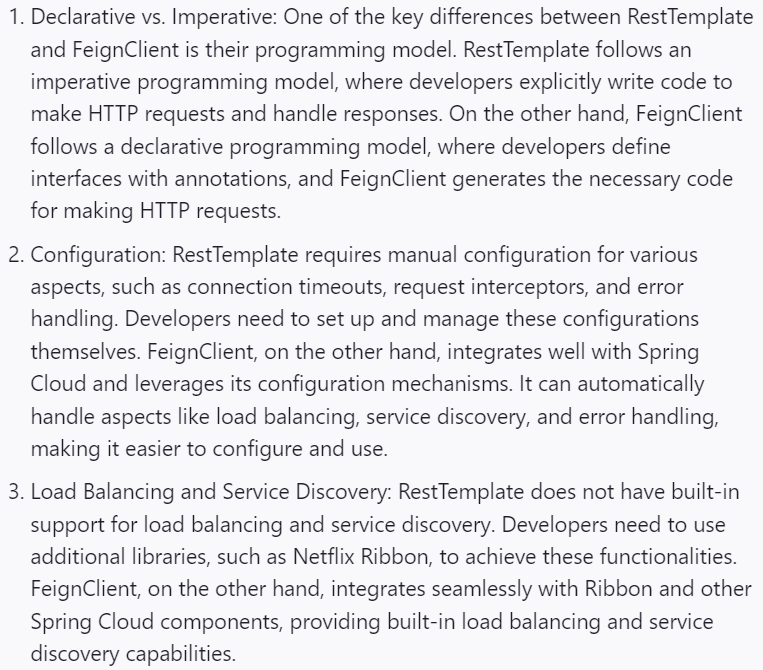 1. Declarative vs. Imperative: One of the key differences between RestTemplate
and FeignClient is their programming model. RestTemplate follows an
imperative programming model, where developers explicitly write code to
make HTTP requests and handle responses. On the other hand, FeignClient
follows a declarative programming model, where developers define
interfaces with annotations, and FeignClient generates the necessary code
for making HTTP requests.
2. Configuration: RestTemplate requires manual configuration for various
aspects, such as connection timeouts, request interceptors, and error
handling. Developers need to set up and manage these configurations
themselves. FeignClient, on the other hand, integrates well with Spring
Cloud and leverages its configuration mechanisms. It can automatically
handle aspects like load balancing, service discovery, and error handling,
making it easier to configure and use.
3. Load Balancing and Service Discovery: RestTemplate does not have built-in
support for load balancing and service discovery. Developers need to use
additional libraries, such as Netflix Ribbon, to achieve these functionalities.
FeignClient, on the other hand, integrates seamlessly with Ribbon and other
Spring Cloud components, providing built-in load balancing and service
discovery capabilities.